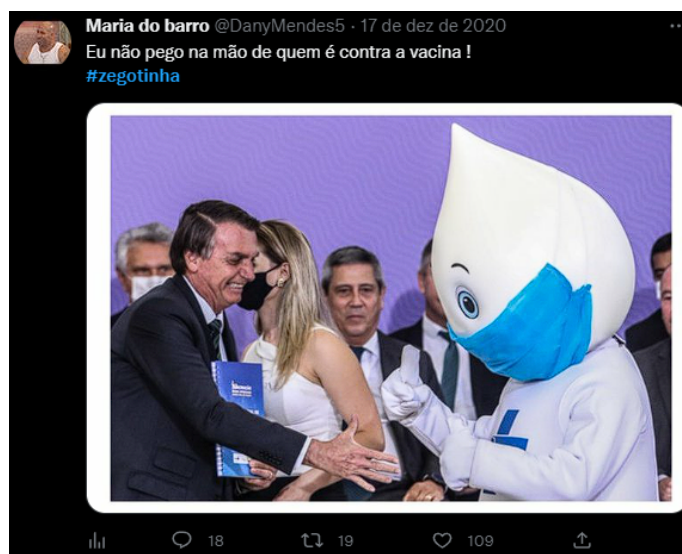 Maria do barro @DanyMendes5 · 17 de dez de 2020
Eu não pego na mão de quem é contra a vacina !
#zegotinha
18 19 109